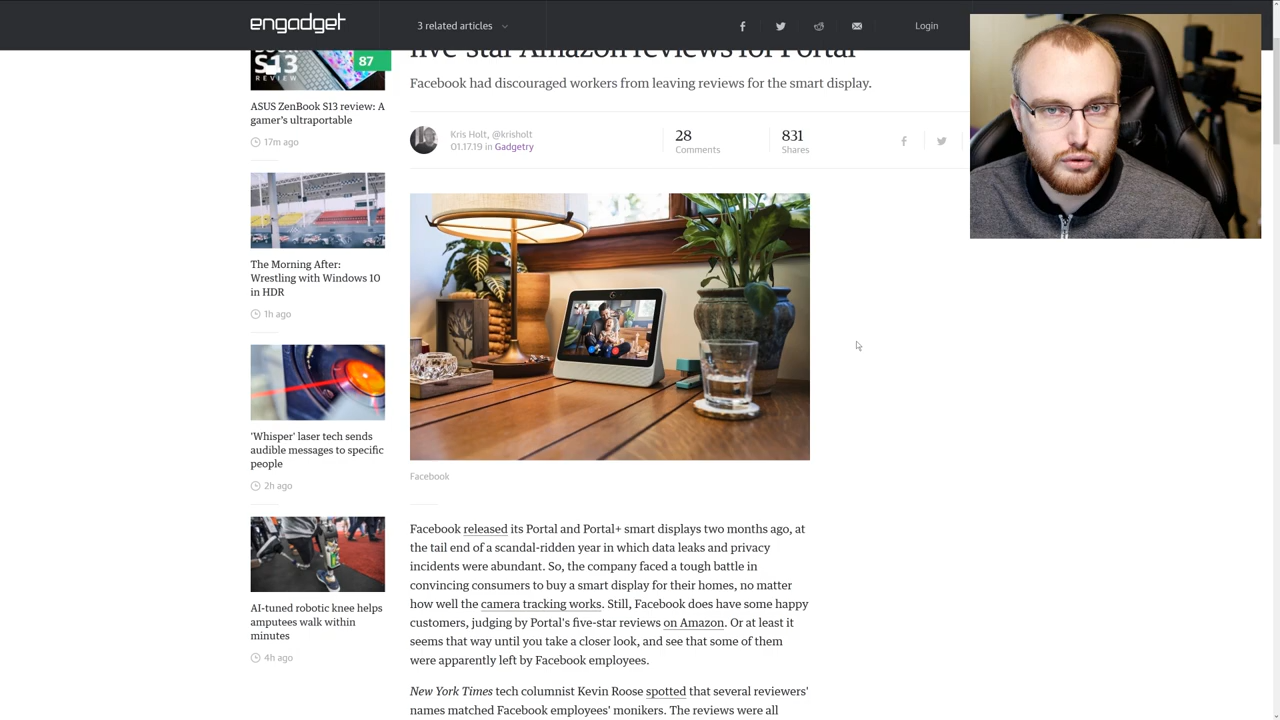 engadget
3 related articles
Login
five-star Amazon reviews for Portal
Facebook had discouraged workers from leaving reviews for the smart display.
S13
REVIEW
87
ASUS ZenBook S13 review: A
gamer's ultraportable
17m ago
Kris Holt, @krisholt
01.17.19 in Gadgetry
28
Comments
831
Shares
The Morning After:
Wrestling with Windows 10
in HDR
1h ago
'Whisper' laser tech sends
audible messages to specific
people
2h ago
AI-tuned robotic knee helps
amputees walk within
minutes
4h ago
Facebook
Facebook released its Portal and Portal+ smart displays two months ago, at
the tail end of a scandal-ridden year in which data leaks and privacy
incidents were abundant. So, the company faced a tough battle in
convincing consumers to buy a smart display for their homes, no matter
how well the camera tracking works. Still, Facebook does have some happy
customers, judging by Portal's five-star reviews on Amazon. Or at least it
seems that way until you take a closer look, and see that some of them
were apparently left by Facebook employees.
New York Times tech columnist Kevin Roose spotted that several reviewers'
names matched Facebook employees' monikers. The reviews were all